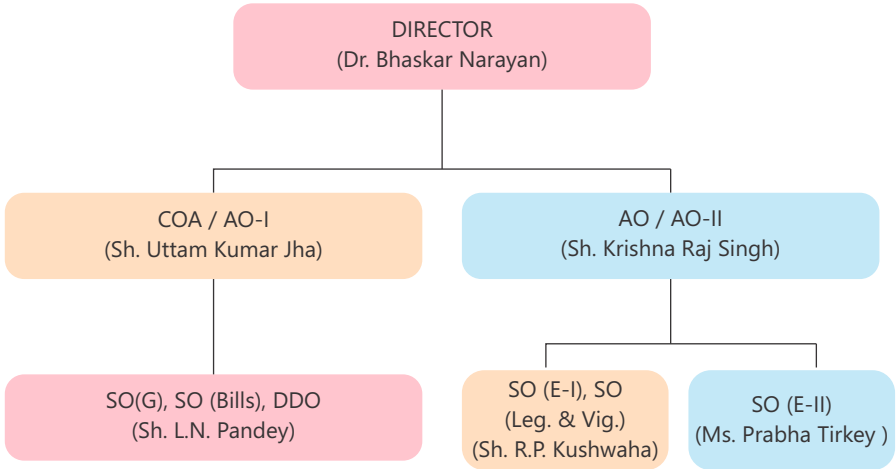 DIRECTOR
(Dr. Bhaskar Narayan)
COA / AO-I
(Sh. Uttam Kumar Jha)
AO / AO-II
(Sh. Krishna Raj Singh)
SO(G), SO (Bills), DDO
(Sh. L.N. Pandey)
SO (E-I), SO
(Leg. & Vig.)
(Sh. R.P. Kushwaha)
SO (E-II)
(Ms. Prabha Tirkey )